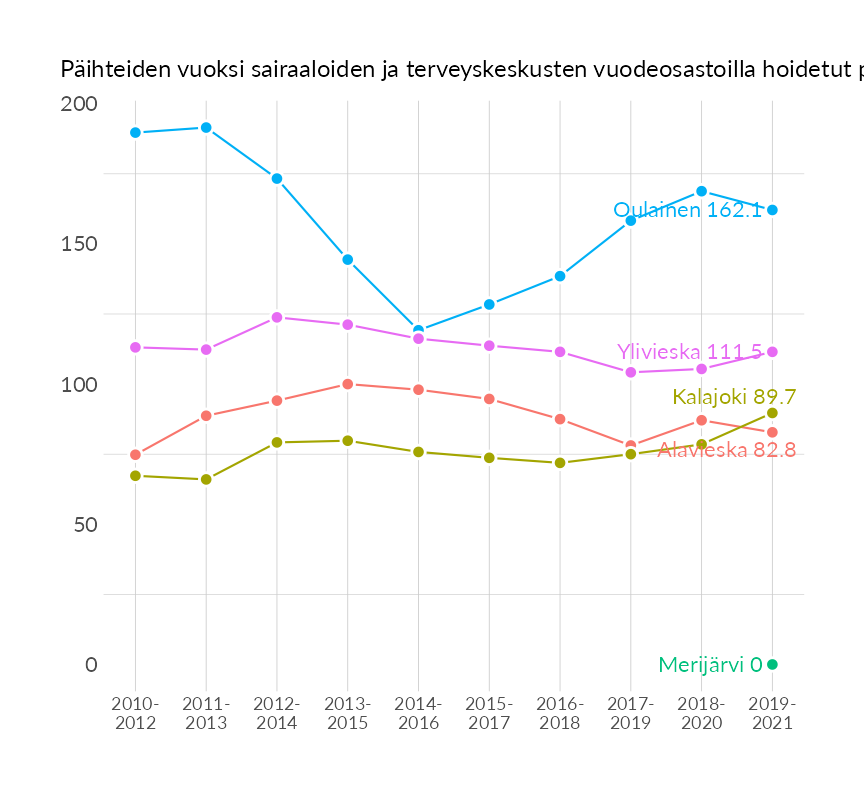 Päihteiden vuoksi sairaaloiden ja terveyskeskusten vuodeosastoilla hoidetut
200
150
100
50
0
Oulainen 162.1
Ylivieska 111.5
Kalajoki 89.7
Alavieska 82.8
Merijärvi 0
2010- 2011- 2012- 2013- 2014- 2015- 2016- 2017- 2018- 2019-
2012 2013 2014 2015 2016 2017 2018 2019 2020 2021